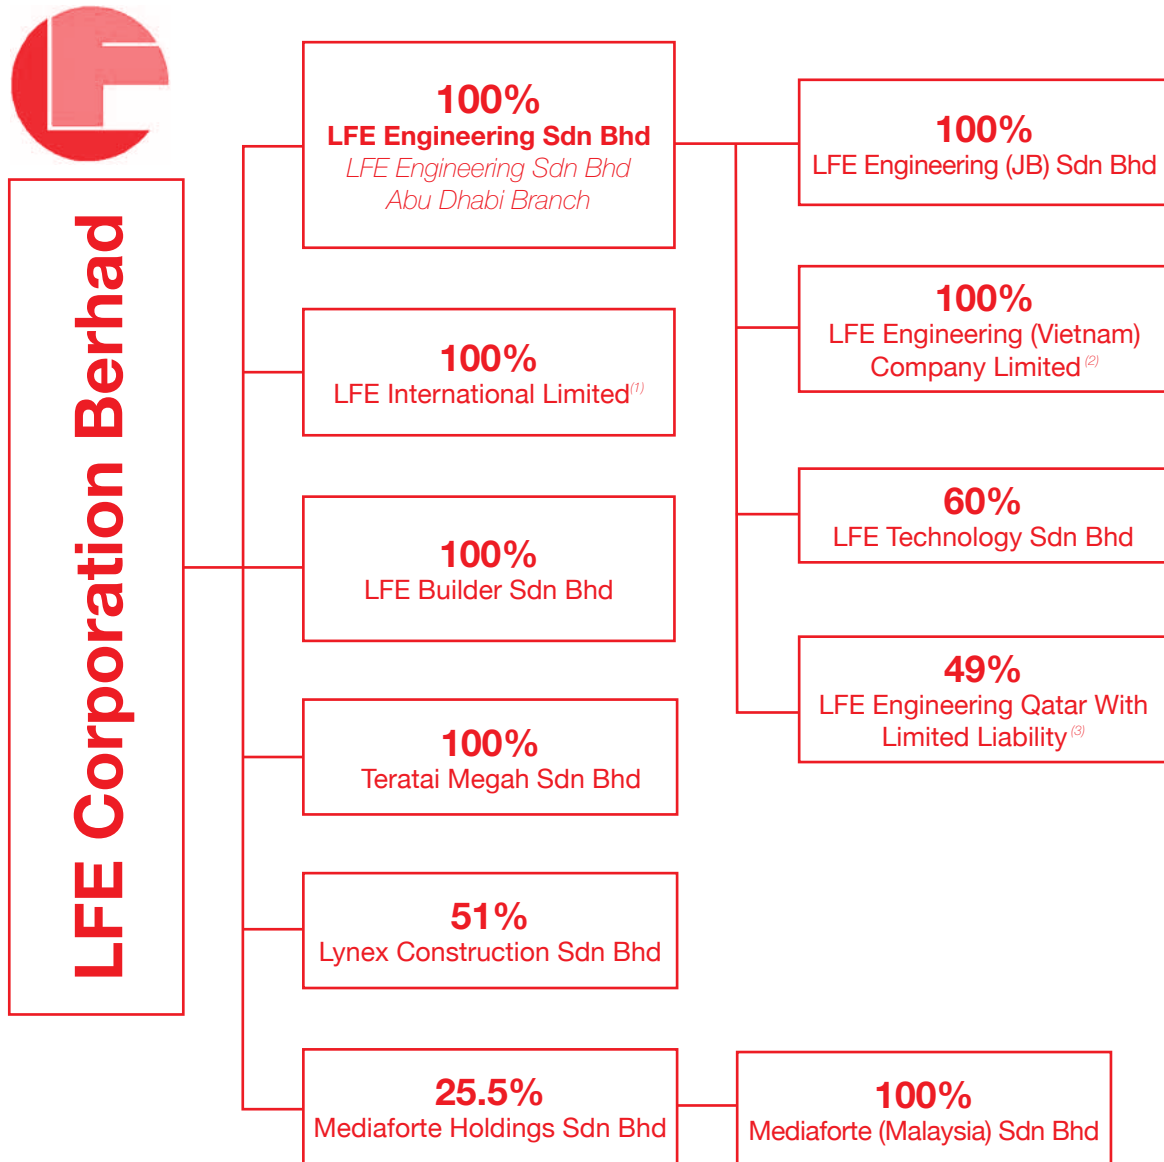 LFE Corporation Berhad
100%
LFE Engineering Sdn Bhd
LFE Engineering Sdn Bhd
Abu Dhabi Branch
100%
LFE International Limited(1)
100%
LFE Builder Sdn Bhd
100%
Teratai Megah Sdn Bhd
51%
Lynex Construction Sdn Bhd
25.5%
Mediaforte Holdings Sdn Bhd
100%
LFE Engineering (JB) Sdn Bhd
100%
LFE Engineering (Vietnam)
Company Limited (2)
60%
LFE Technology Sdn Bhd
49%
LFE Engineering Qatar With
Limited Liability (3)
100%
Mediaforte (Malaysia) Sdn Bhd